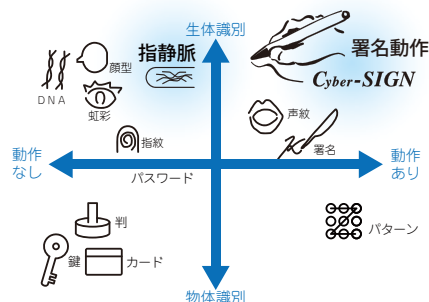 生体識別
指静脈
署名動作
Cyber-SIGN
顔型
DNA
虹彩
声紋
指紋
署名
動作
なし
動作
あり
パスワード
判
パターン
鍵
カード
物体識別